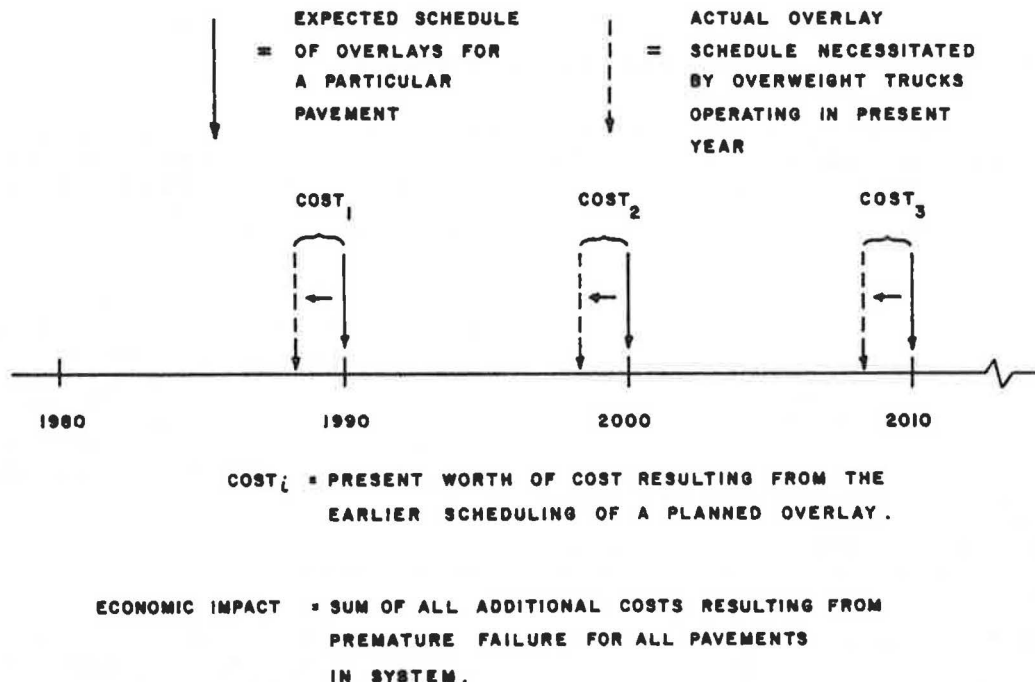 EXPECTED SCHEDULE
= OF OVERLAYS FOR
A PARTICULAR
PAVEMENT
ACTUAL OVERLAY
= SCHEDULE NECESSITATED
BY OVERWEIGHT TRUCKS
OPERATING IN PRESENT
YEAR
COST1 COST2 COST3
1980 1990 2000 2010
COSTi = PRESENT WORTH OF COST RESULTING FROM THE
EARLIER SCHEDULING OF A PLANNED OVERLAY.
ECONOMIC IMPACT = SUM OF ALL ADDITIONAL COSTS RESULTING FROM
PREMATURE FAILURE FOR ALL PAVEMENTS
IN SYSTEM.